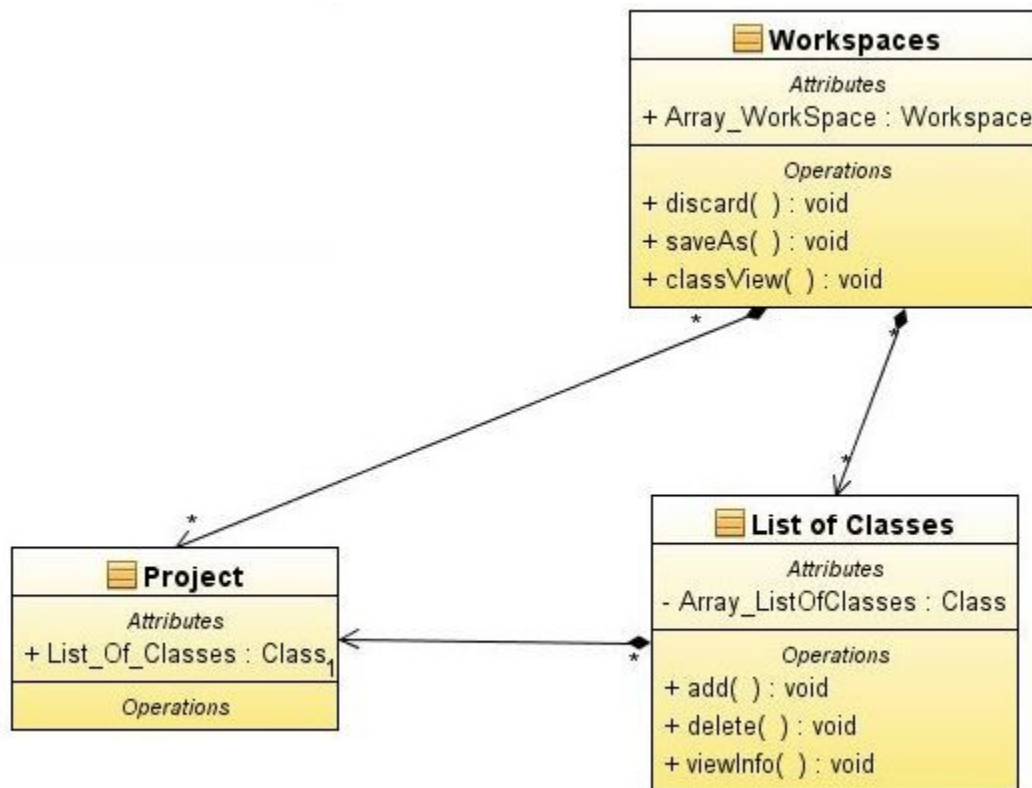 Workspaces
Attributes
+ Array_WorkSpace : Workspace
Operations
+ discard( ) : void
+ saveAs( ) : void
+ classView( ) : void
*
*
*
*
Project
Attributes
+ List_Of_Classes : Class
1
Operations
*
List of Classes
Attributes
- Array_ListOfClasses : Class
Operations
+ add( ) : void
+ delete( ) : void
+ viewInfo( ) : void